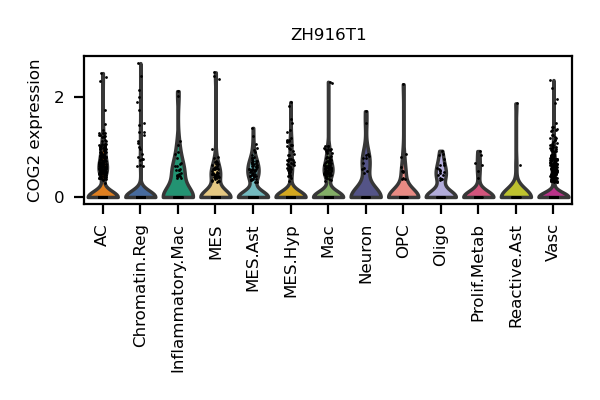 ZH916T1
COG2 expression
2
0
AC
Chromatin.Reg
Inflammatory.Mac
MES
MES.Ast
MES.Hyp
Mac
Neuron
OPC
Oligo
Prolif.Metab
Reactive.Ast
Vasc